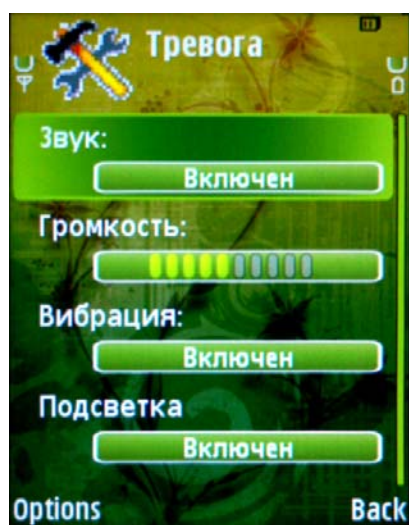 Тревога
Звук:
Включен
Громкость:
Вибрация:
Включен
Подсветка
Включен
Options
Back